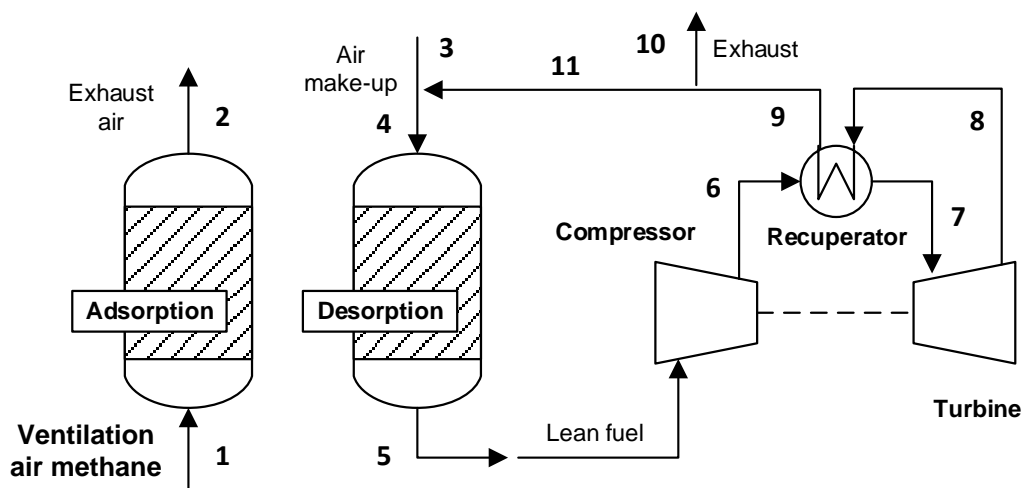 10
Exhaust
3
11
Air
make-up
Exhaust
air
2
4
9
8
6
7
Compressor
Recuperator
Adsorption
Desorption
Turbine
Ventilation
air methane
1
5
Lean fuel